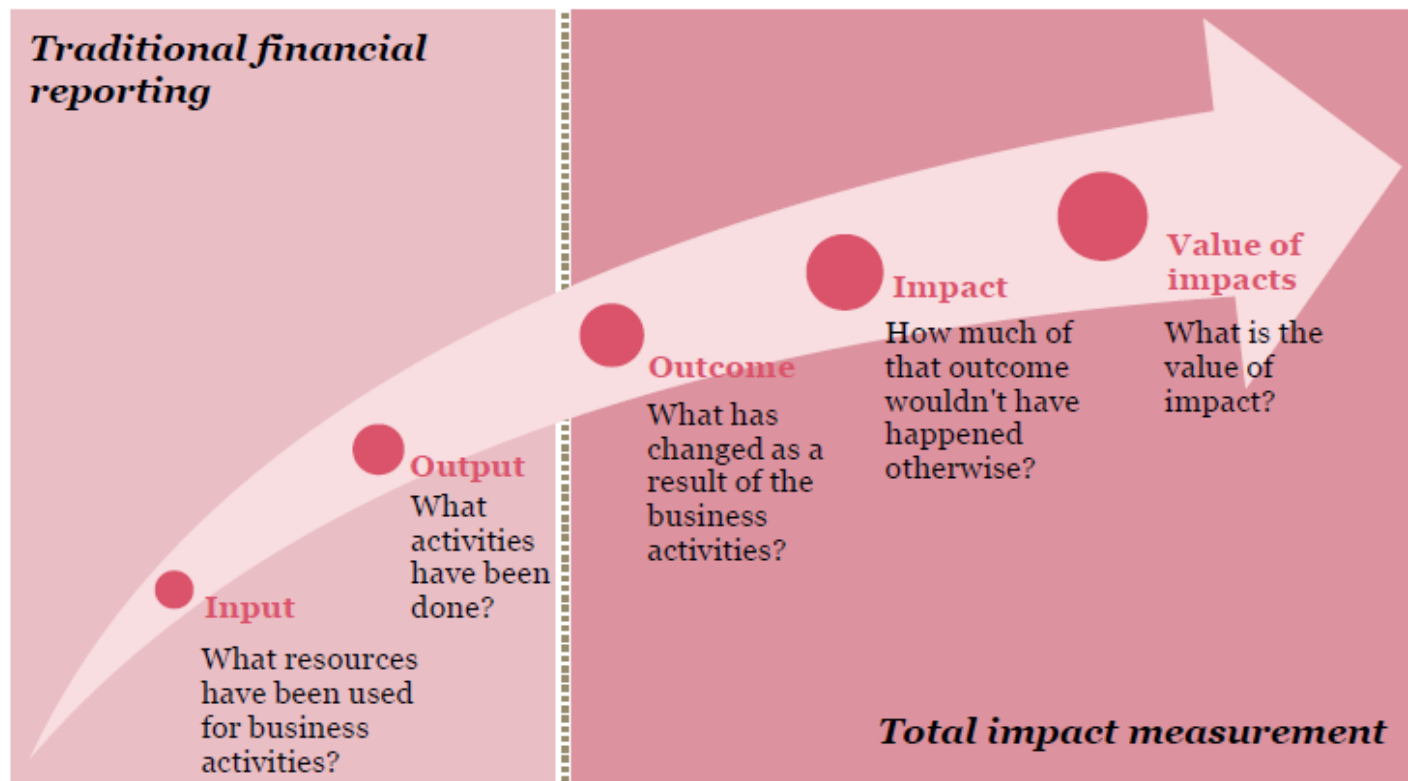 Traditional financial
reporting
Input
What resources
have been used
for business
activities?
Output
What
activities
have been
done?
Outcome
What has
changed as a
result of the
business
activities?
Impact
How much of
that outcome
wouldn't have
happened
otherwise?
Value of
impacts
What is the
value of
impact?
Total impact measurement